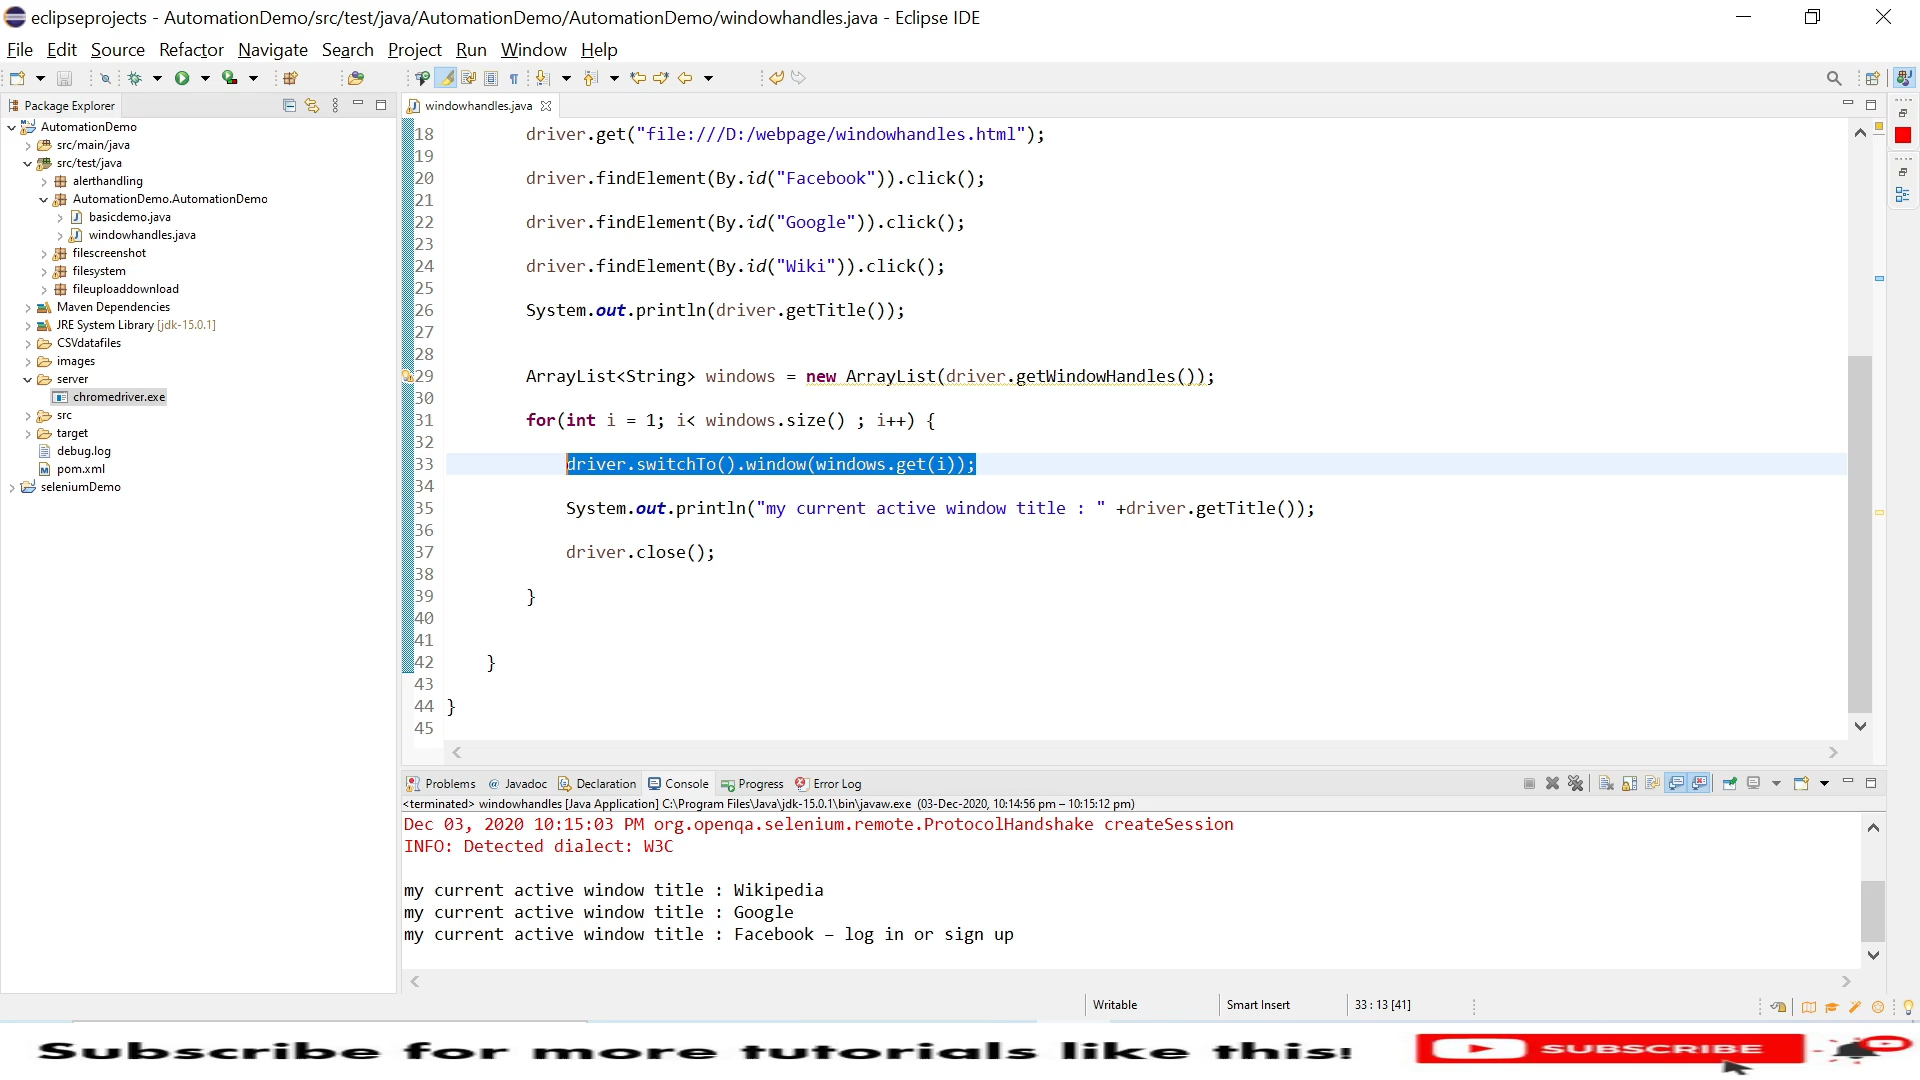 eclipseprojects - AutomationDemo/src/test/java/AutomationDemo/AutomationDemo/windowhandles.java - Eclipse IDE
File Edit Source Refactor Navigate Search Project Run Window Help
Package Explorer
windowhandles.java
AutomationDemo
src/main/java
src/test/java
alerthandling
AutomationDemo.AutomationDemo
basicdemo.java
windowhandles.java
filescreenshot
filesystem
fileuploaddownload
Maven Dependencies
JRE System Library [jdk-15.0.1]
CSVdatafiles
images
server
chromedriver.exe
src
target
debug.log
pom.xml
seleniumDemo
18 driver.get("file:///D:/webpage/windowhandles.html");
19
20 driver.findElement(By.id("Facebook")).click();
21
22 driver.findElement(By.id("Google")).click();
23
24 driver.findElement(By.id("Wiki")).click();
25
26 System.out.println(driver.getTitle());
27
28
29 ArrayList<String> windows = new ArrayList(driver.getWindowHandles());
30
31 for(int i = 1; i< windows.size() ; i++) {
32
33 driver.switchTo().window(windows.get(i));
34
35 System.out.println("my current active window title : " +driver.getTitle());
36
37 driver.close();
38
39 }
40
41
42 }
43
44 }
45
Problems Javadoc Declaration Console Progress Error Log
<terminated> windowhandles [Java Application] C:\Program Files\Java\jdk-15.0.1\bin\javaw.exe (03-Dec-2020, 10:14:56 pm – 10:15:12 pm)
Dec 03, 2020 10:15:03 PM org.openqa.selenium.remote.ProtocolHandshake createSession
INFO: Detected dialect: W3C
my current active window title : Wikipedia
my current active window title : Google
my current active window title : Facebook – log in or sign up
Writable Smart Insert 33 : 13 [41]
Subscribe for more tutorials like this! SUBSCRIBE